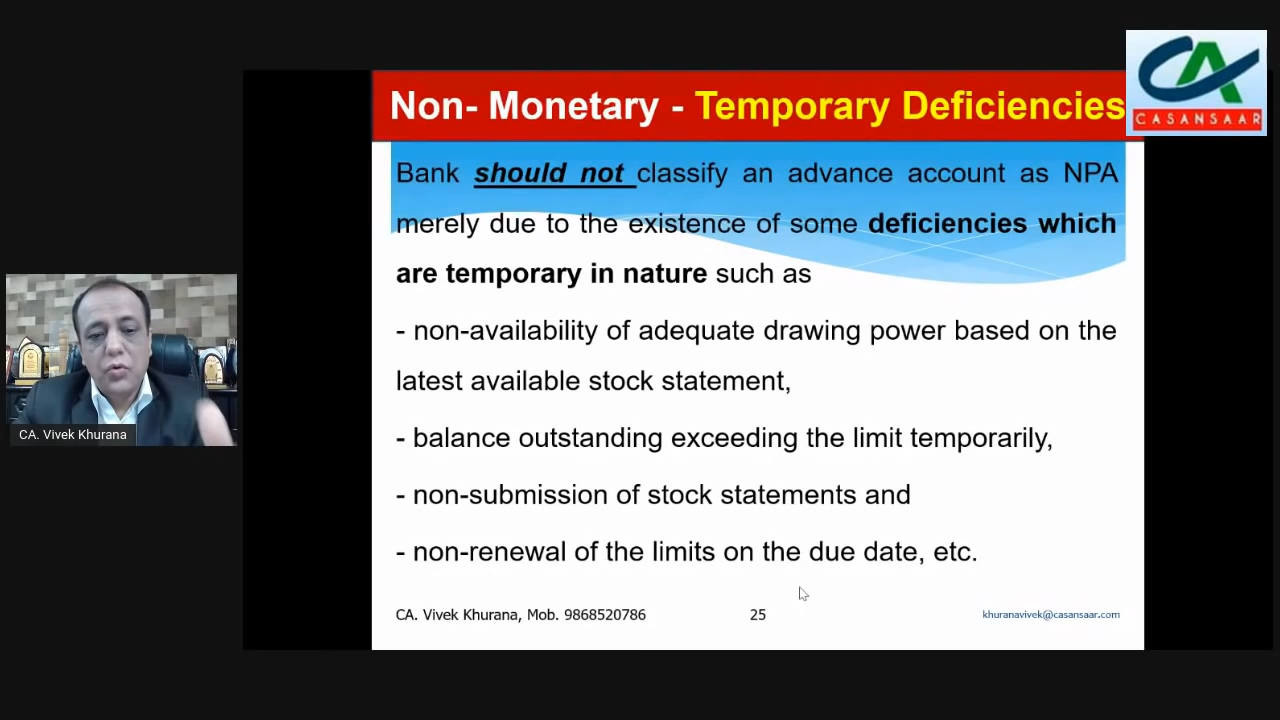 CASANSAAR
Non- Monetary - Temporary Deficiencies
Bank should not classify an advance account as NPA
merely due to the existence of some deficiencies which
are temporary in nature such as
- non-availability of adequate drawing power based on the
latest available stock statement,
- balance outstanding exceeding the limit temporarily,
- non-submission of stock statements and
- non-renewal of the limits on the due date, etc.
CA. Vivek Khurana
CA. Vivek Khurana, Mob. 9868520786 25 khuranavivek@casansaar.com